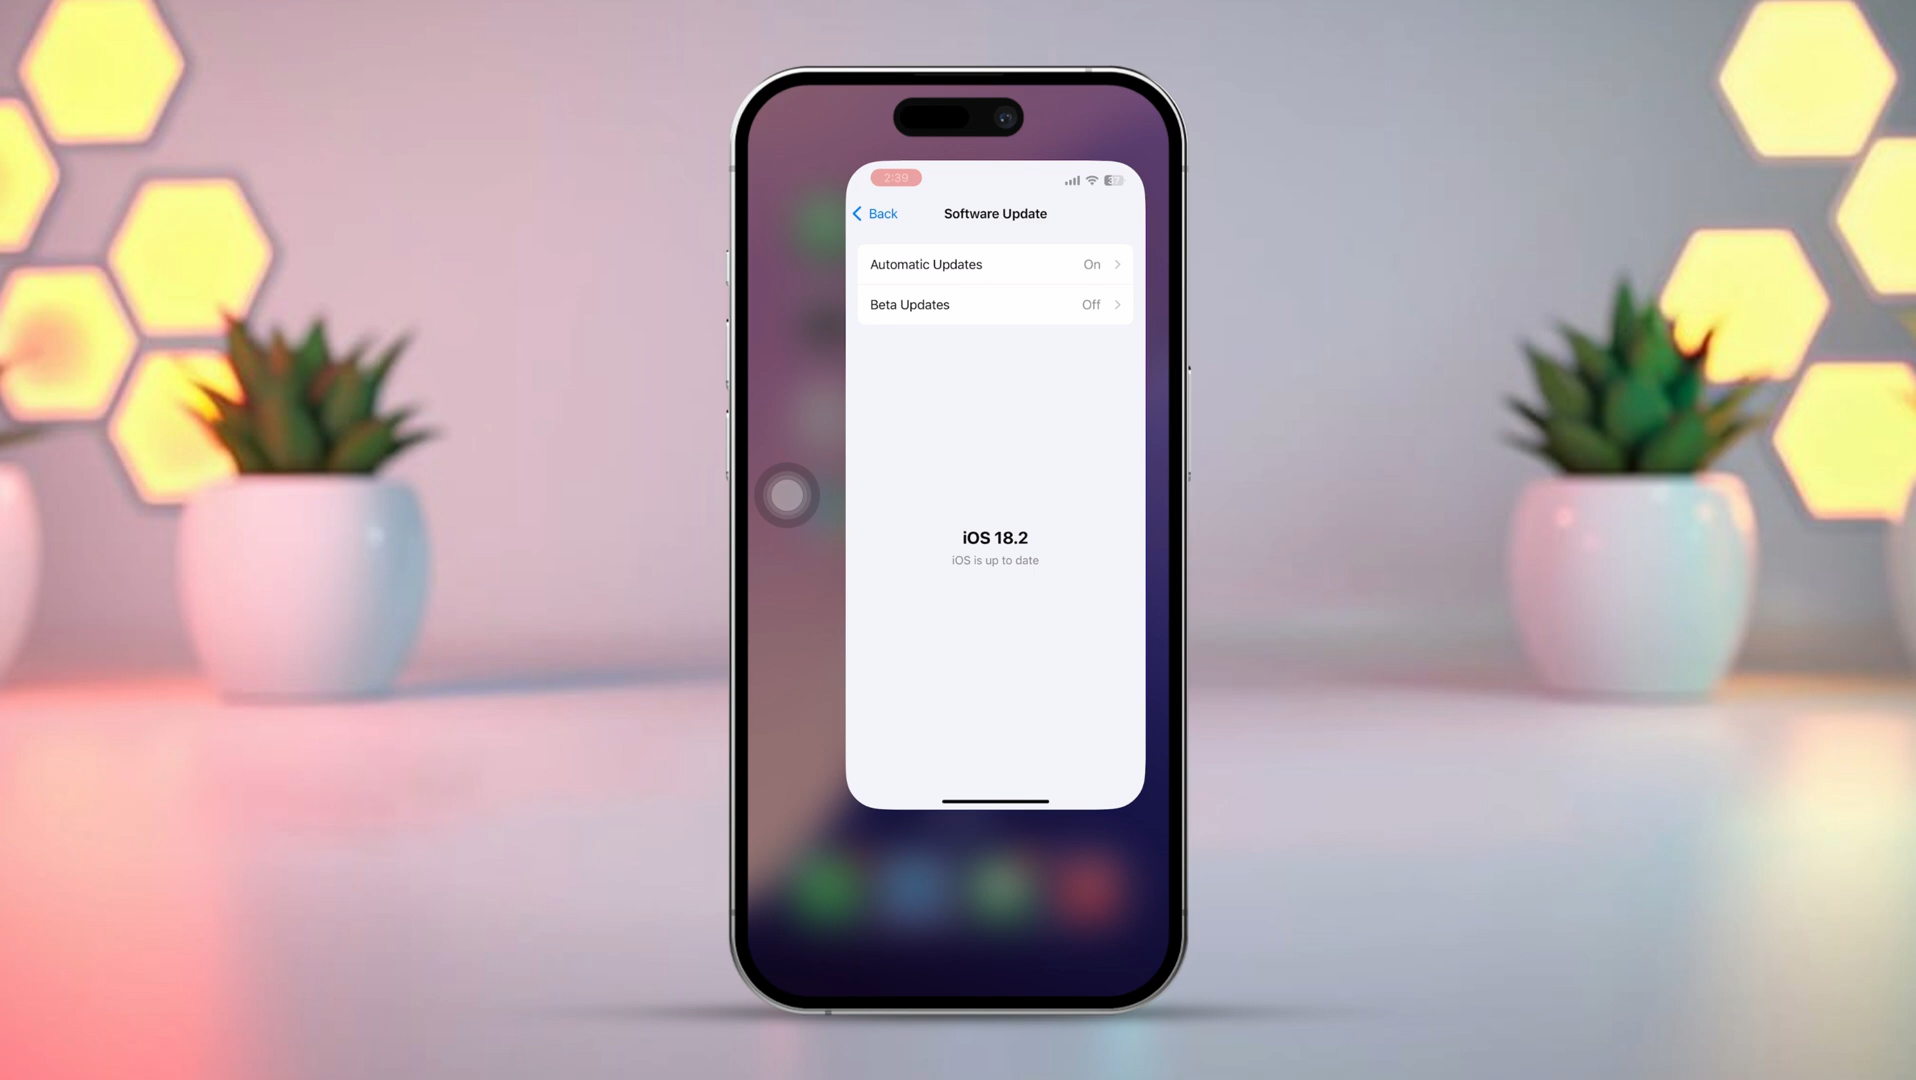 2:39
37
Back
Software Update
Automatic Updates
On
Beta Updates
Off
iOS 18.2
iOS is up to date